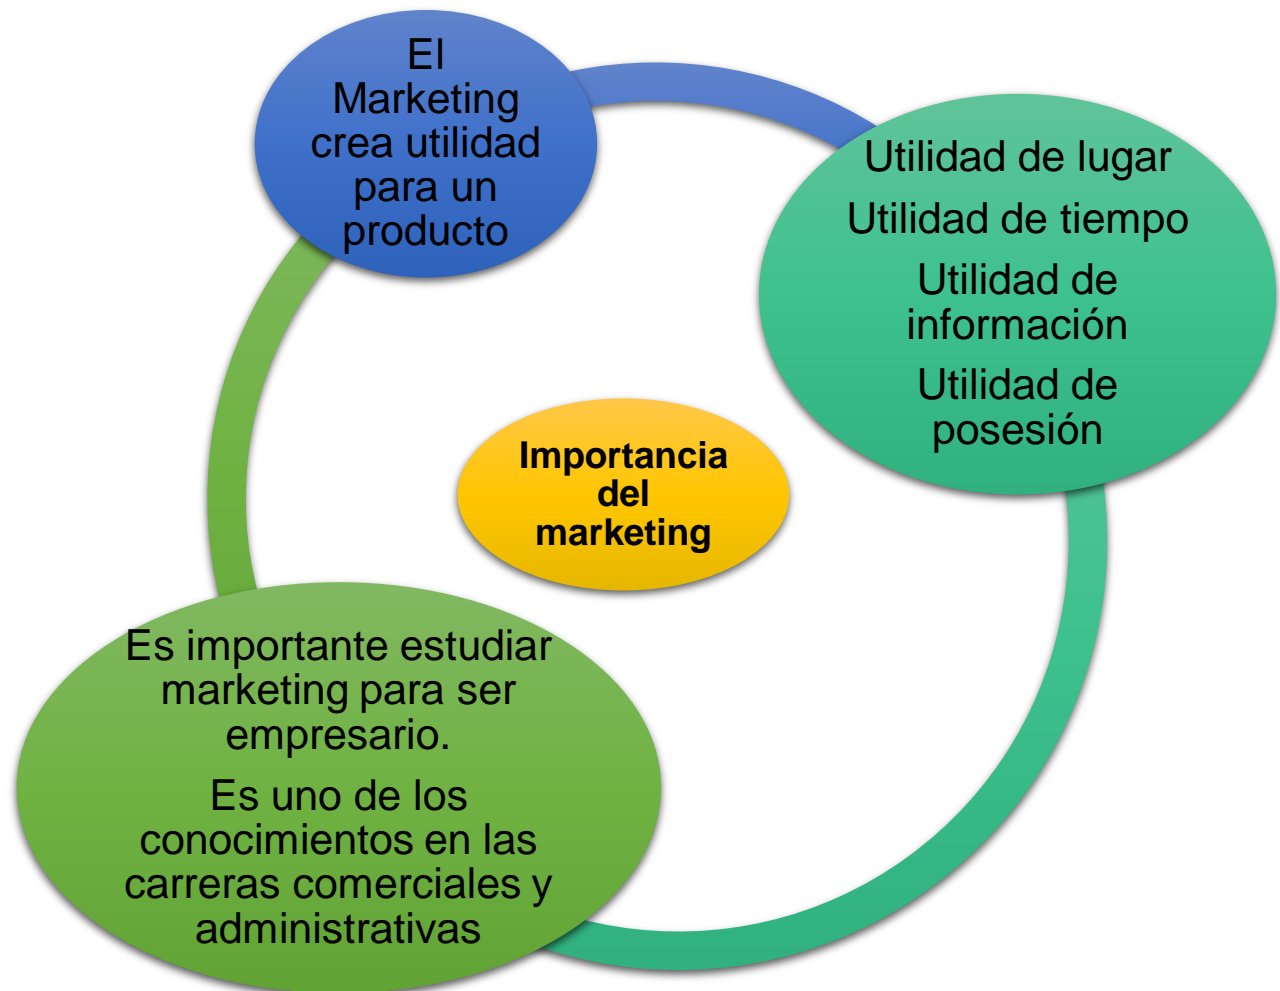 El
Marketing
crea utilidad
para un
producto
Utilidad de lugar
Utilidad de tiempo
Utilidad de
información
Utilidad de
posesión
Importancia
del
marketing
Es importante estudiar
marketing para ser
empresario.
Es uno de los
conocimientos en las
carreras comerciales y
administrativas